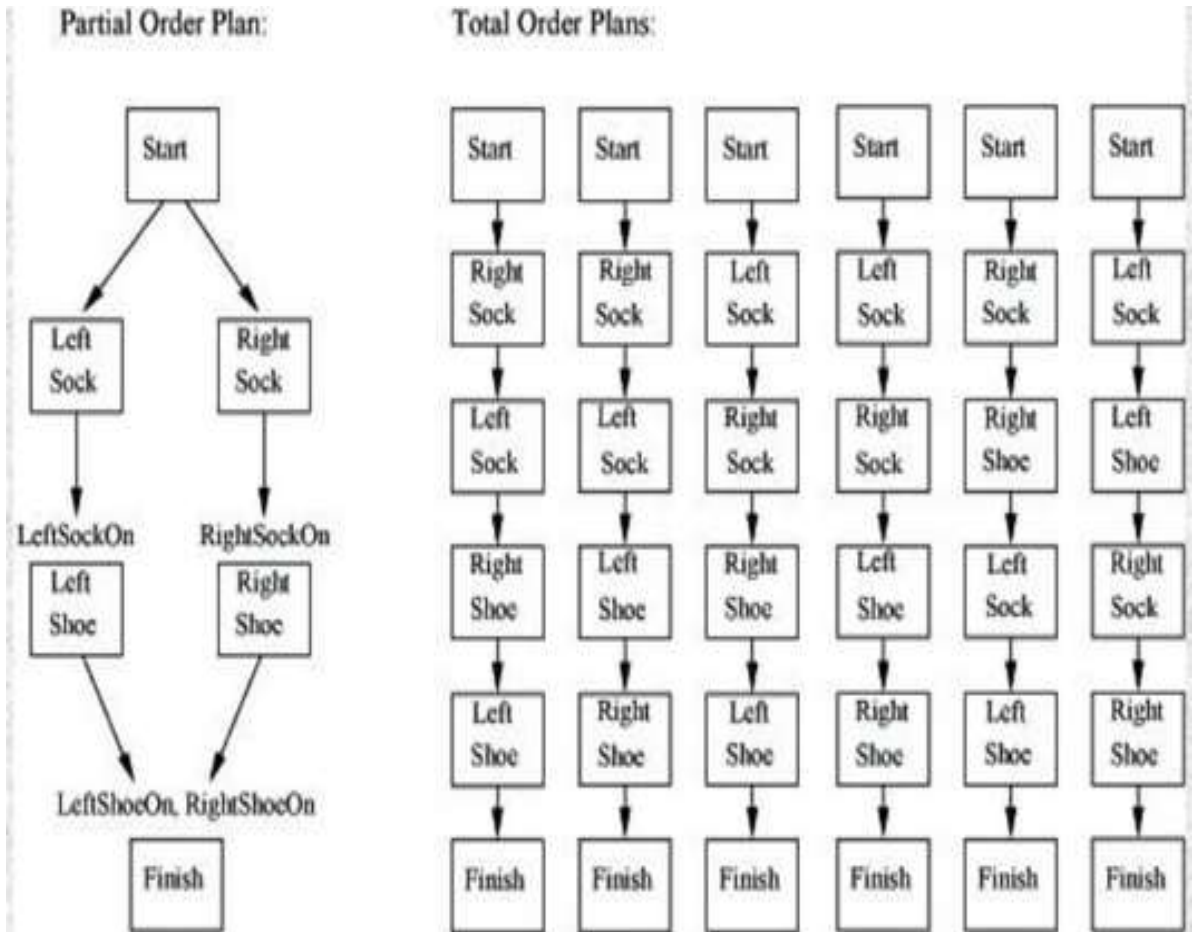 Partial Order Plan:
Start
Left
Sock
Right
Sock
LeftSockOn
RightSockOn
Left
Shoe
Right
Shoe
LeftShoeOn, RightShoeOn
Finish
Total Order Plans:
Start
Right
Sock
Left
Sock
Right
Shoe
Left
Shoe
Finish
Start
Right
Sock
Left
Sock
Left
Shoe
Right
Shoe
Finish
Start
Left
Sock
Right
Sock
Right
Shoe
Left
Shoe
Finish
Start
Left
Sock
Right
Sock
Left
Shoe
Right
Shoe
Finish
Start
Right
Sock
Right
Shoe
Left
Sock
Left
Shoe
Finish
Start
Left
Sock
Left
Shoe
Right
Sock
Right
Shoe
Finish